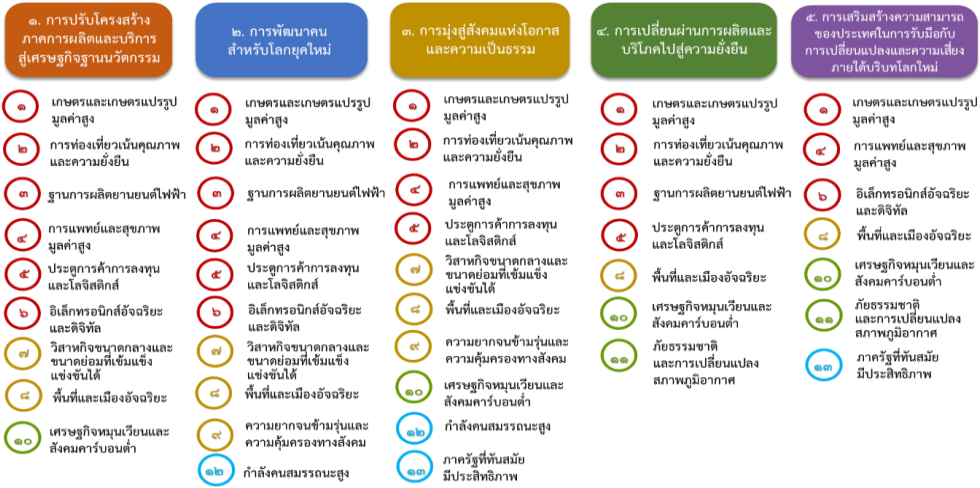 ๑. การปรับโครงสร้าง
ภาคการผลิตและบริการ
สู่เศรษฐกิจฐานนวัตกรรม
๑
เกษตรและเกษตรแปรรูป
มูลค่าสูง
๒
การท่องเที่ยวเน้นคุณภาพ
และความยั่งยืน
๓
ฐานการผลิตยานยนต์ไฟฟ้า
๔
การแพทย์และสุขภาพ
มูลค่าสูง
๕
ประตูการค้าการลงทุน
และโลจิสติกส์
๖
อิเล็กทรอนิกส์อัจฉริยะ
และดิจิทัล
๗
วิสาหกิจขนาดกลางและ
ขนาดย่อมที่เข้มแข็ง
แข่งขันได้
๘
พื้นที่และเมืองอัจฉริยะ
๑๐
เศรษฐกิจหมุนเวียนและ
สังคมคาร์บอนต่ำ
๒. การพัฒนาคน
สำหรับโลกยุคใหม่
๑
เกษตรและเกษตรแปรรูป
มูลค่าสูง
๒
การท่องเที่ยวเน้นคุณภาพ
และความยั่งยืน
๓
ฐานการผลิตยานยนต์ไฟฟ้า
๔
การแพทย์และสุขภาพ
มูลค่าสูง
๕
ประตูการค้าการลงทุน
และโลจิสติกส์
๖
อิเล็กทรอนิกส์อัจฉริยะ
และดิจิทัล
๗
วิสาหกิจขนาดกลางและ
ขนาดย่อมที่เข้มแข็ง
แข่งขันได้
๘
พื้นที่และเมืองอัจฉริยะ
๙
ความยากจนข้ามรุ่นและ
ความคุ้มครองทางสังคม
๑๒
กำลังคนสมรรถนะสูง
๓. การมุ่งสู่สังคมแห่งโอกาส
และความเป็นธรรม
๑
เกษตรและเกษตรแปรรูป
มูลค่าสูง
๒
การท่องเที่ยวเน้นคุณภาพ
และความยั่งยืน
๔
การแพทย์และสุขภาพ
มูลค่าสูง
๕
ประตูการค้าการลงทุน
และโลจิสติกส์
๗
วิสาหกิจขนาดกลางและ
ขนาดย่อมที่เข้มแข็ง
แข่งขันได้
๘
พื้นที่และเมืองอัจฉริยะ
๙
ความยากจนข้ามรุ่นและ
ความคุ้มครองทางสังคม
๑๐
เศรษฐกิจหมุนเวียนและ
สังคมคาร์บอนต่ำ
๑๒
กำลังคนสมรรถนะสูง
๑๓
ภาครัฐที่ทันสมัย
มีประสิทธิภาพ
๔. การเปลี่ยนผ่านการผลิตและ
บริโภคไปสู่ความยั่งยืน
๑
เกษตรและเกษตรแปรรูป
มูลค่าสูง
๒
การท่องเที่ยวเน้นคุณภาพ
และความยั่งยืน
๓
ฐานการผลิตยานยนต์ไฟฟ้า
๕
ประตูการค้าการลงทุน
และโลจิสติกส์
๘
พื้นที่และเมืองอัจฉริยะ
๑๐
เศรษฐกิจหมุนเวียนและ
สังคมคาร์บอนต่ำ
๑๑
ภัยธรรมชาติ
และการเปลี่ยนแปลง
สภาพภูมิอากาศ
๕. การเสริมสร้างความสามารถ
ของประเทศในการรับมือกับ
การเปลี่ยนแปลงและความเสี่ยง
ภายใต้บริบทโลกใหม่
๑
เกษตรและเกษตรแปรรูป
มูลค่าสูง
๔
การแพทย์และสุขภาพ
มูลค่าสูง
๖
อิเล็กทรอนิกส์อัจฉริยะ
และดิจิทัล
๘
พื้นที่และเมืองอัจฉริยะ
๑๐
เศรษฐกิจหมุนเวียนและ
สังคมคาร์บอนต่ำ
๑๑
ภัยธรรมชาติ
และการเปลี่ยนแปลง
สภาพภูมิอากาศ
๑๓
ภาครัฐที่ทันสมัย
มีประสิทธิภาพ